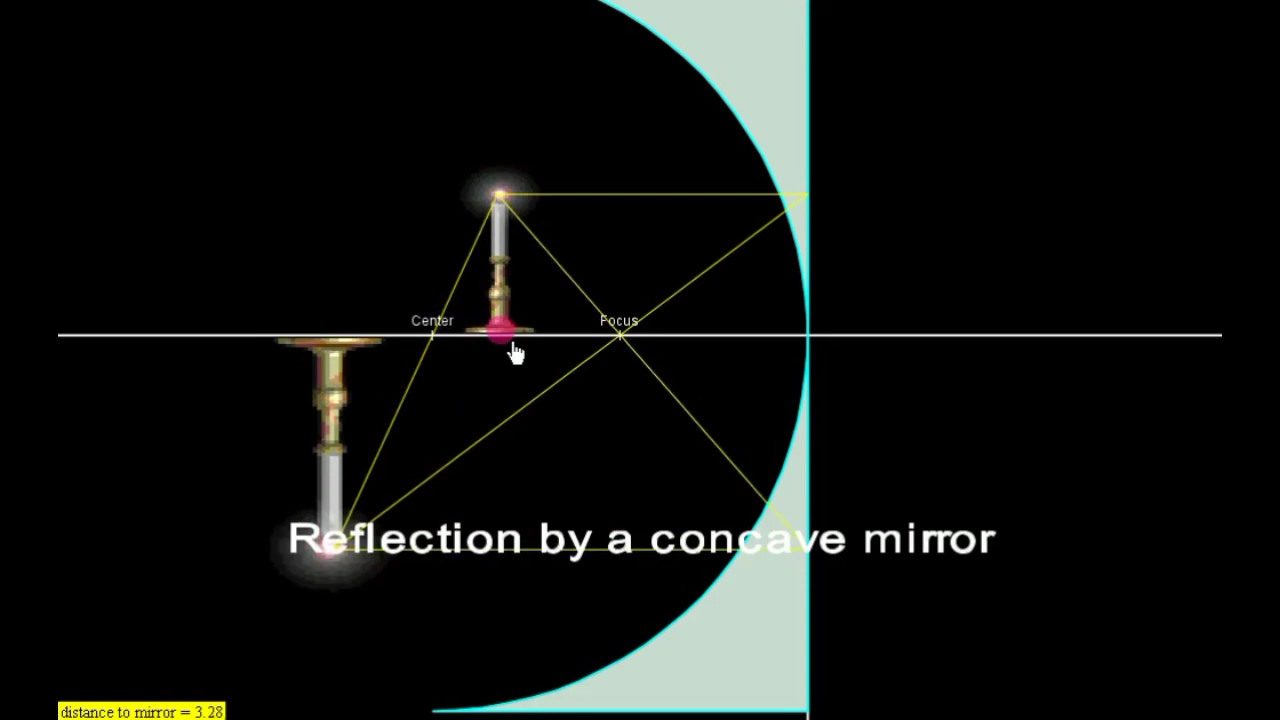 Center
Focus
Reflection by a concave mirror
distance to mirror = 3.28